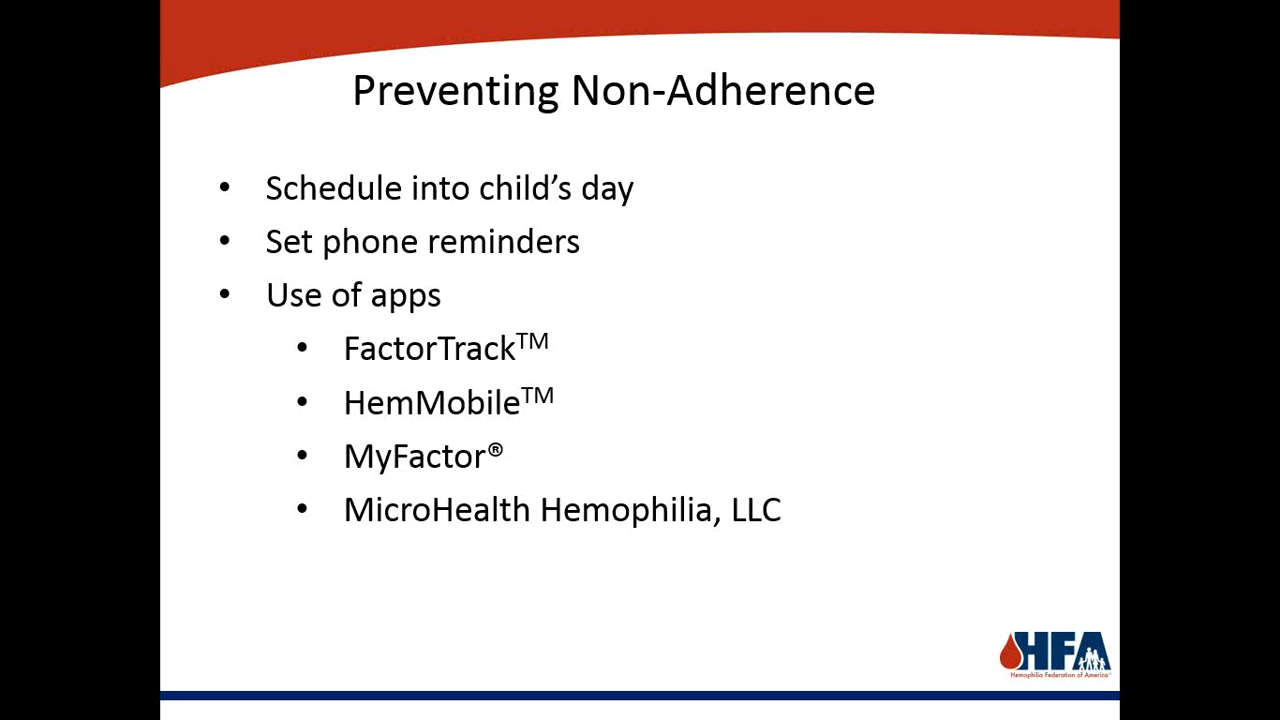 Preventing Non-Adherence
• Schedule into child’s day
• Set phone reminders
• Use of apps
• FactorTrack™
• HemMobile™
• MyFactor®
• MicroHealth Hemophilia, LLC
HFA
Hemophilia Federation of America